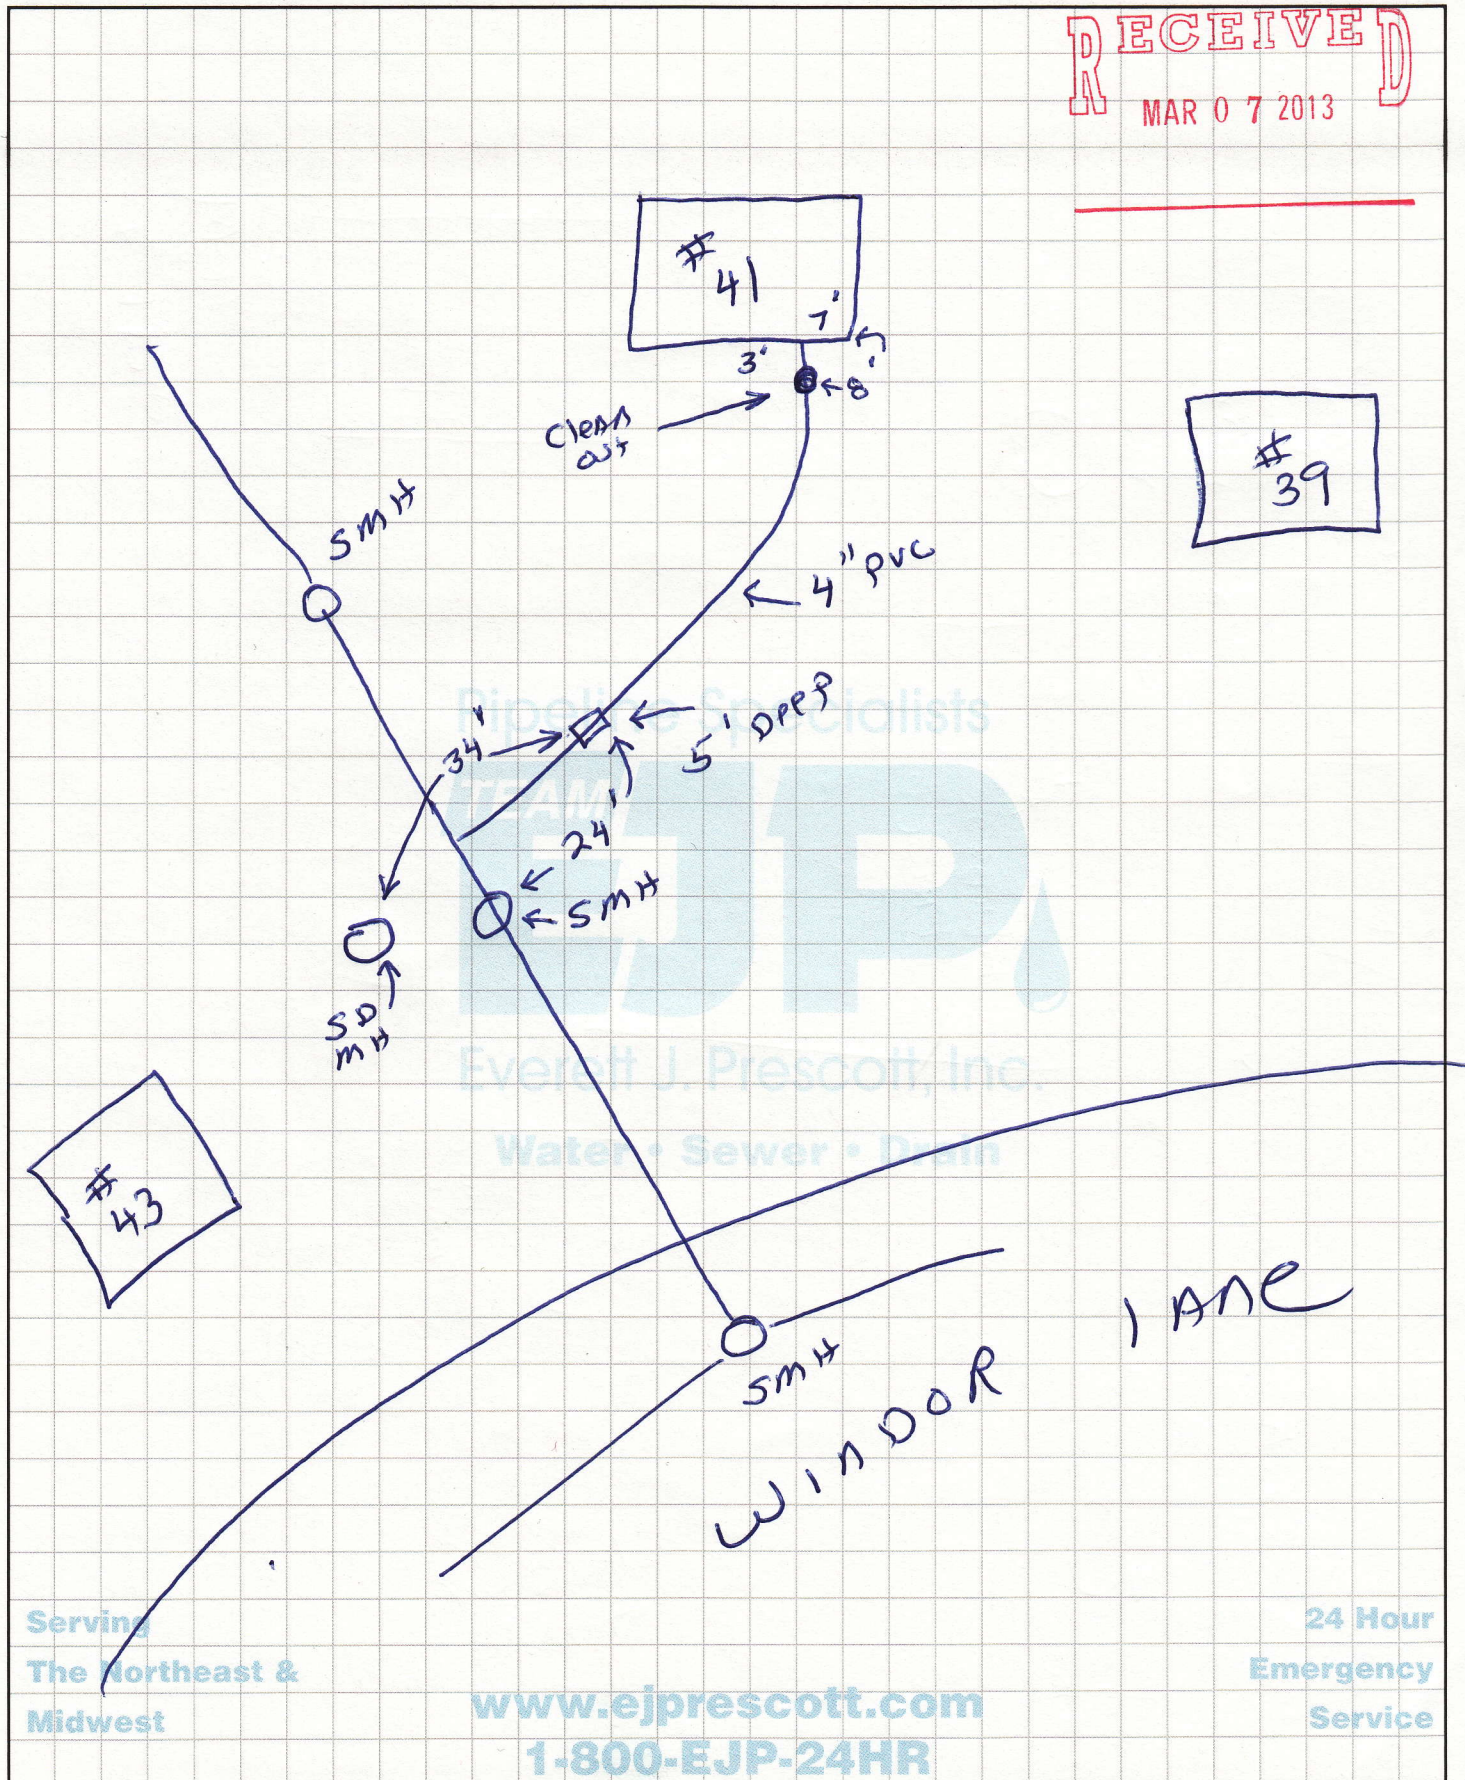 RECEIVED
MAR 07 2013
#
41
7'
3'
8'
Clean
out
#
39
SMH
4" PVC
Pipeline Specialists
34'
5'
TEAM
EJP
24'
SMH
SD
MH
Everett J. Prescott, Inc.
Water • Sewer • Drain
#
43
lAne
SMH
WINDOR
Serving
The Northeast &
Midwest
24 Hour
Emergency
Service
www.ejprescott.com
1-800-EJP-24HR